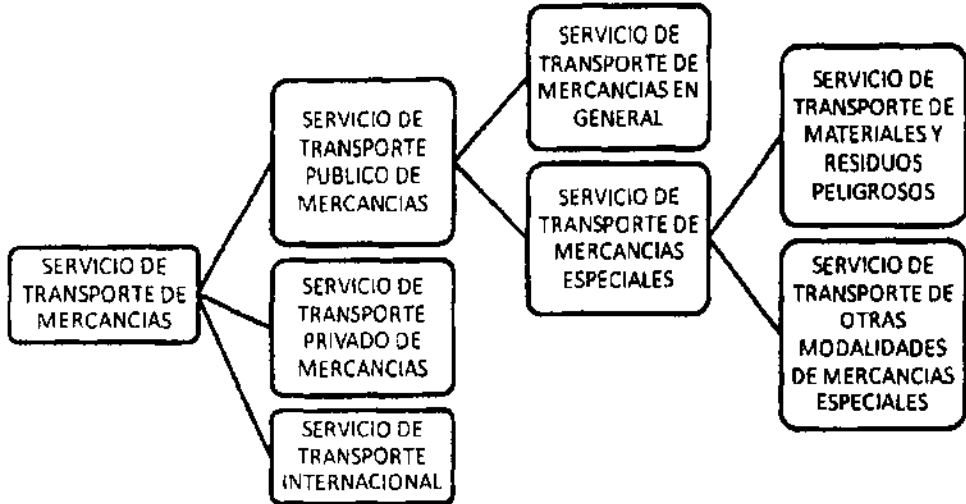 SERVICIO DE
TRANSPORTE DE
MERCANCIAS
SERVICIO DE
TRANSPORTE
PUBLICO DE
MERCANCIAS
SERVICIO DE
TRANSPORTE
PRIVADO DE
MERCANCIAS
SERVICIO DE
TRANSPORTE
INTERNACIONAL
SERVICIO DE
TRANSPORTE DE
MERCANCIAS EN
GENERAL
SERVICIO DE
TRANSPORTE DE
MERCANCIAS
ESPECIALES
SERVICIO DE
TRANSPORTE DE
MATERIALES Y
RESIDUOS
PELIGROSOS
SERVICIO DE
TRANSPORTE DE
OTRAS
MODALIDADES
DE MERCANCIAS
ESPECIALES